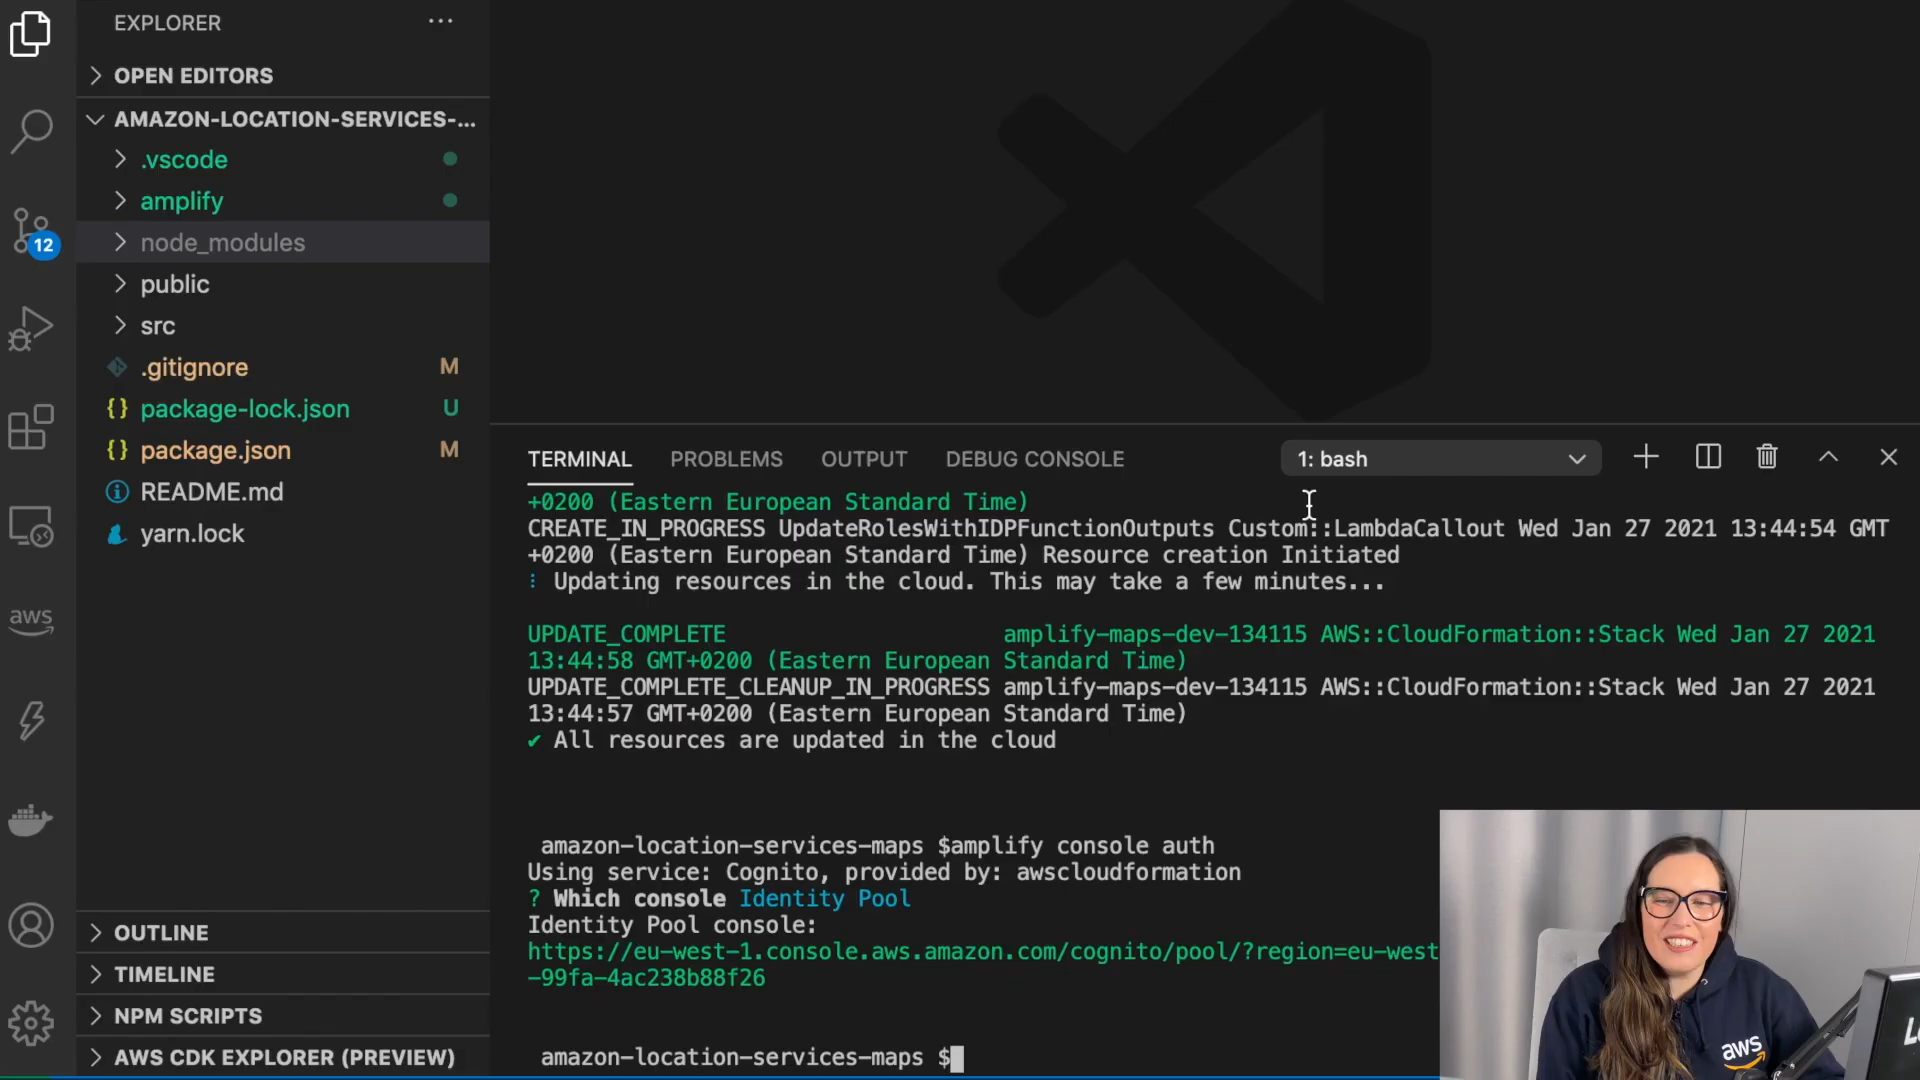 EXPLORER
...
OPEN EDITORS
AMAZON-LOCATION-SERVICES-...
.vscode
amplify
node_modules
public
src
.gitignore M
{} package-lock.json U
{} package.json M
README.md
yarn.lock
12
aws
OUTLINE
TIMELINE
NPM SCRIPTS
AWS CDK EXPLORER (PREVIEW)
TERMINAL PROBLEMS OUTPUT DEBUG CONSOLE 1: bash
+0200 (Eastern European Standard Time)
CREATE_IN_PROGRESS UpdateRolesWithIDPFunctionOutputs Custom::LambdaCallout Wed Jan 27 2021 13:44:54 GMT
+0200 (Eastern European Standard Time) Resource creation Initiated
⋮ Updating resources in the cloud. This may take a few minutes...
UPDATE_COMPLETE amplify-maps-dev-134115 AWS::CloudFormation::Stack Wed Jan 27 2021
13:44:58 GMT+0200 (Eastern European Standard Time)
UPDATE_COMPLETE_CLEANUP_IN_PROGRESS amplify-maps-dev-134115 AWS::CloudFormation::Stack Wed Jan 27 2021
13:44:57 GMT+0200 (Eastern European Standard Time)
✔ All resources are updated in the cloud
amazon-location-services-maps $amplify console auth
Using service: Cognito, provided by: awscloudformation
? Which console Identity Pool
Identity Pool console:
https://eu-west-1.console.aws.amazon.com/cognito/pool/?region=eu-west
-99fa-4ac238b88f26
amazon-location-services-maps $
aws